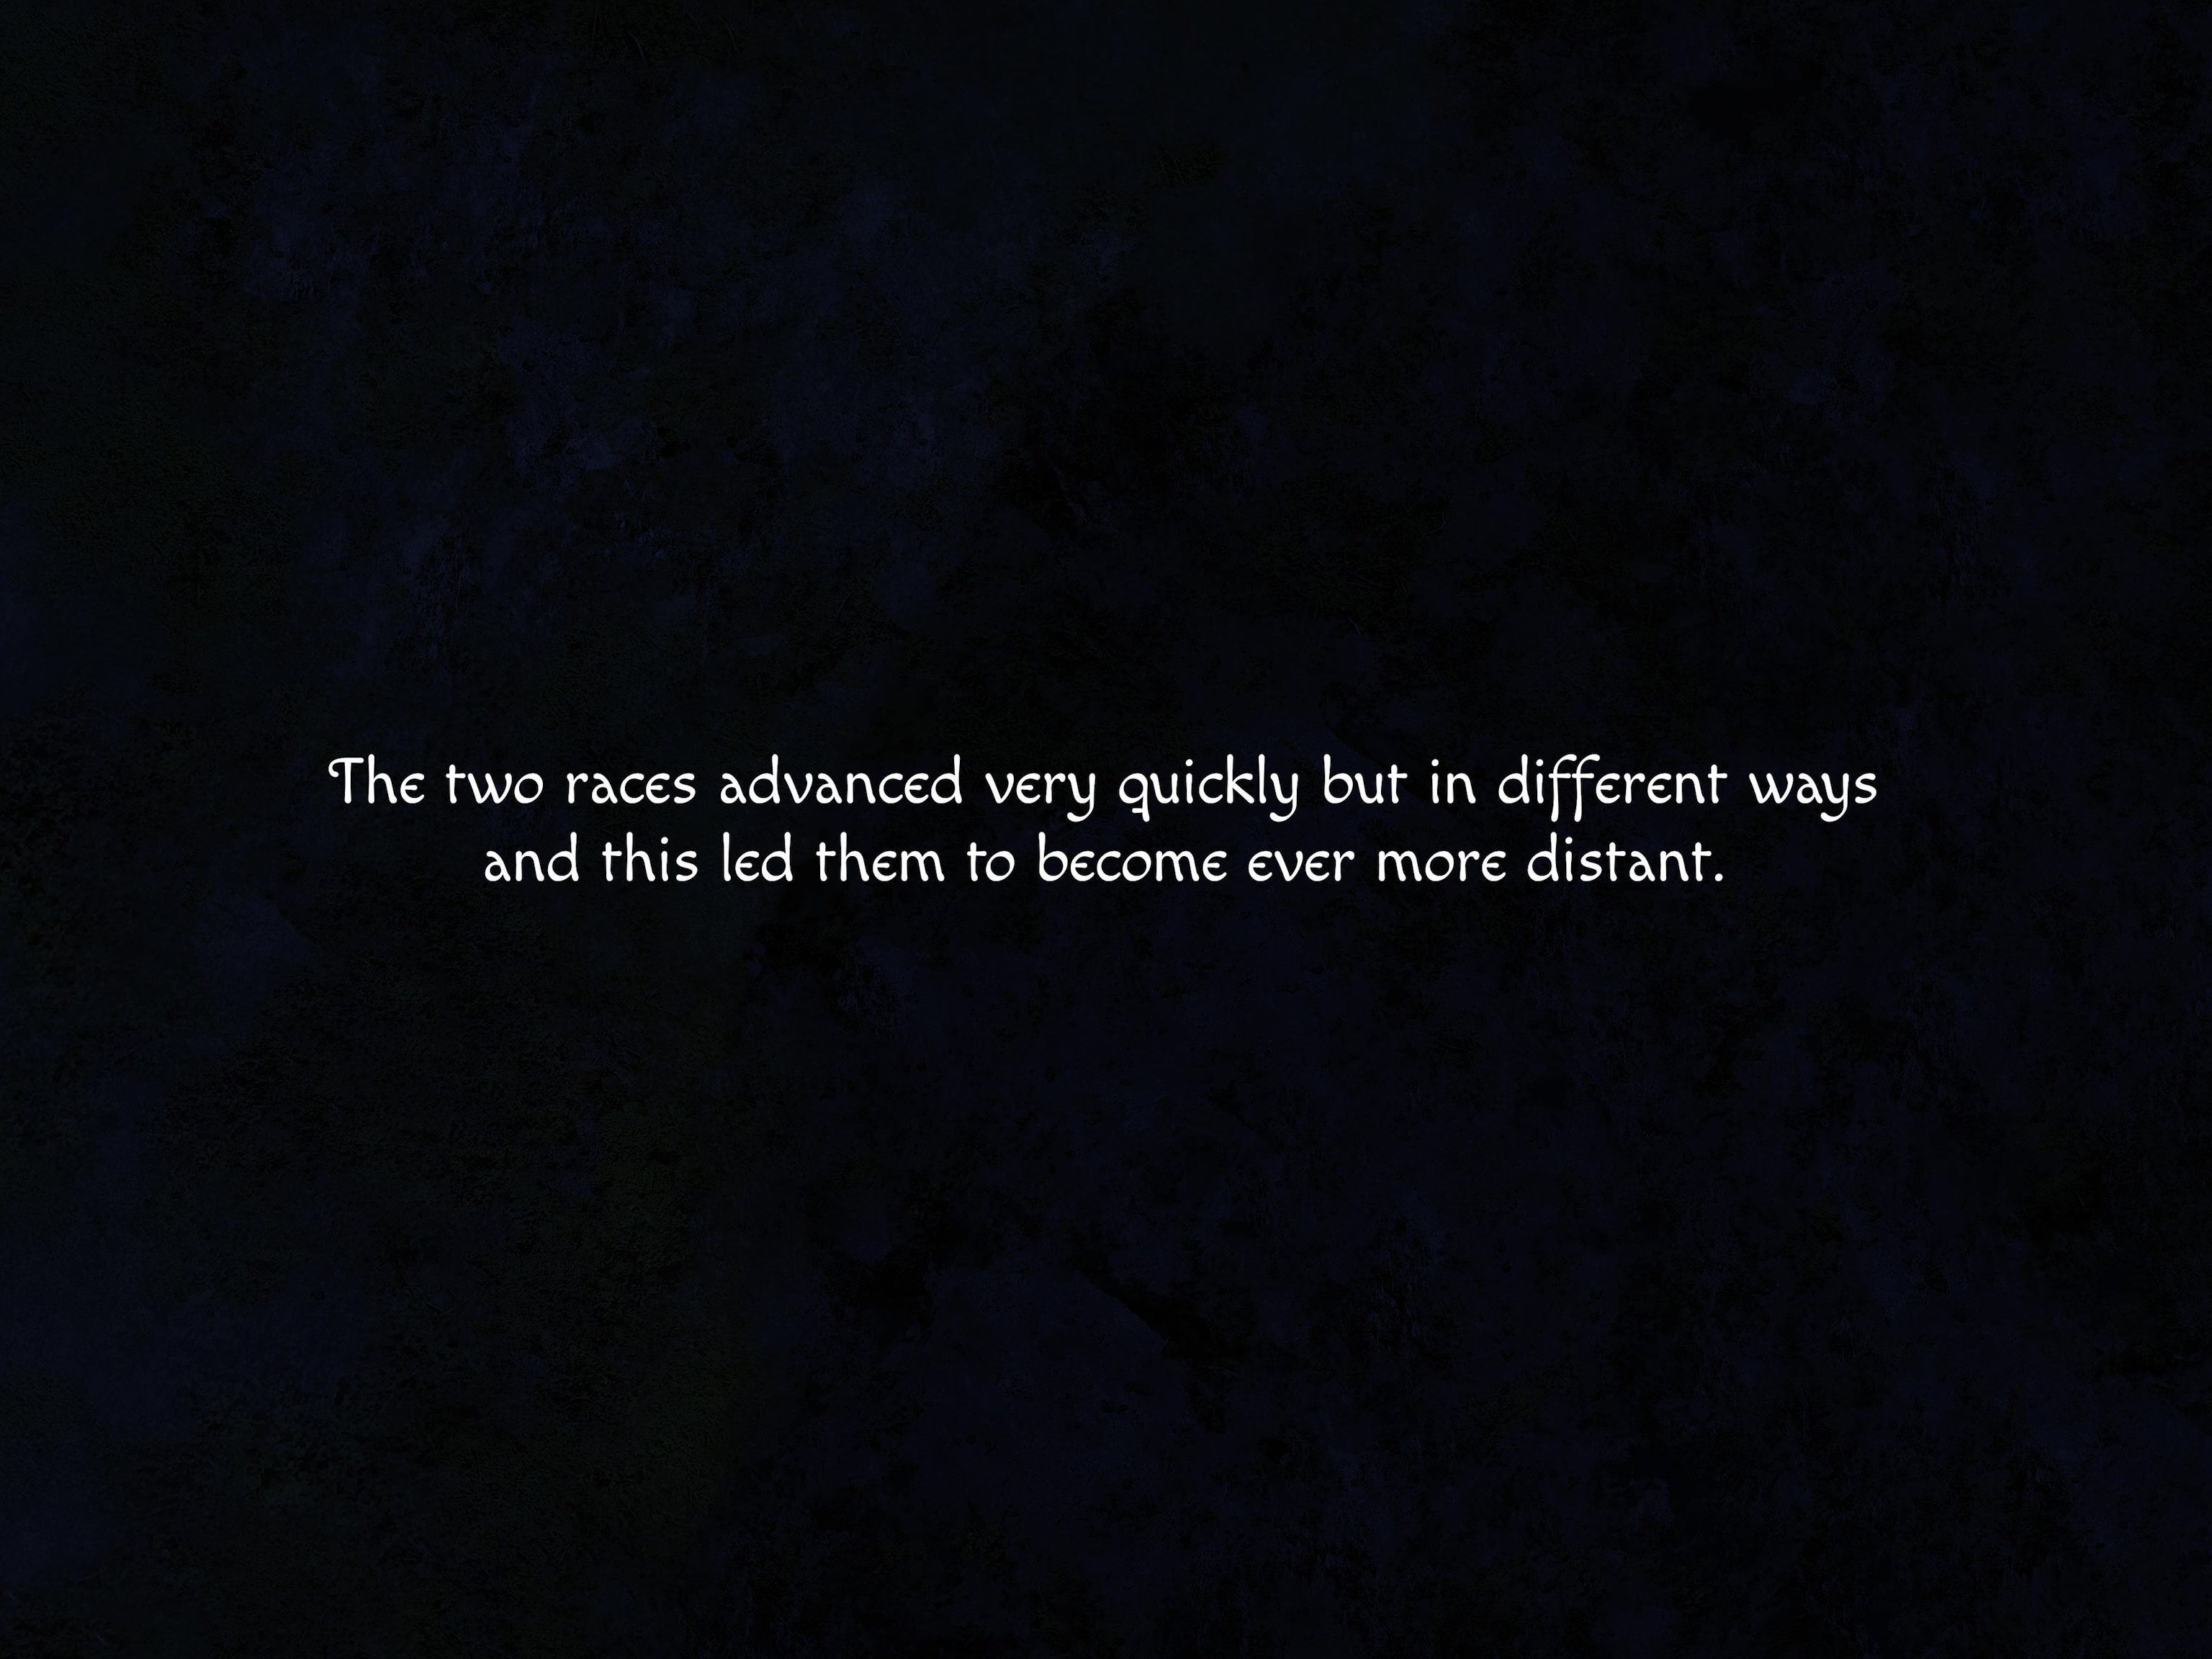 The two races advanced very quickly but in different ways
and this led them to become ever more distant.